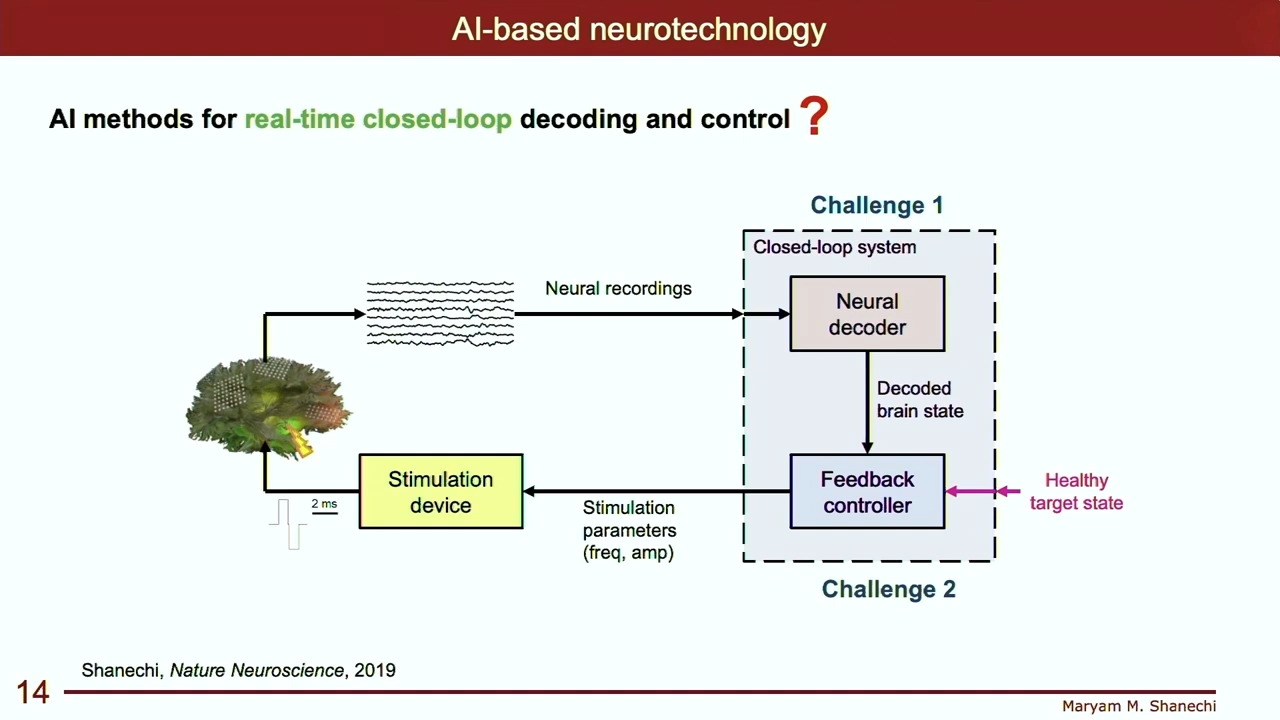 AI-based neurotechnology
AI methods for real-time closed-loop decoding and control ?
Challenge 1
Closed-loop system
Neural recordings
Neural
decoder
Decoded
brain state
Stimulation
device
2 ms
Stimulation
parameters
(freq, amp)
Feedback
controller
Healthy
target state
Challenge 2
Shanechi, Nature Neuroscience, 2019
14
Maryam M. Shanechi